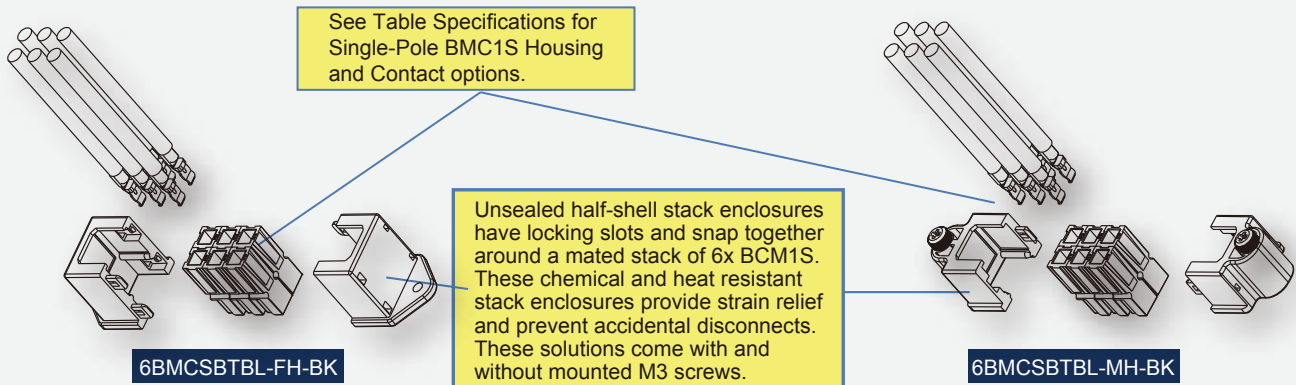 See Table Specifications for
Single-Pole BMC1S Housing
and Contact options.
Unsealed half-shell stack enclosures
have locking slots and snap together
around a mated stack of 6x BCM1S.
These chemical and heat resistant
stack enclosures provide strain relief
and prevent accidental disconnects.
These solutions come with and
without mounted M3 screws.
6BMCSBTBL-FH-BK
6BMCSBTBL-MH-BK